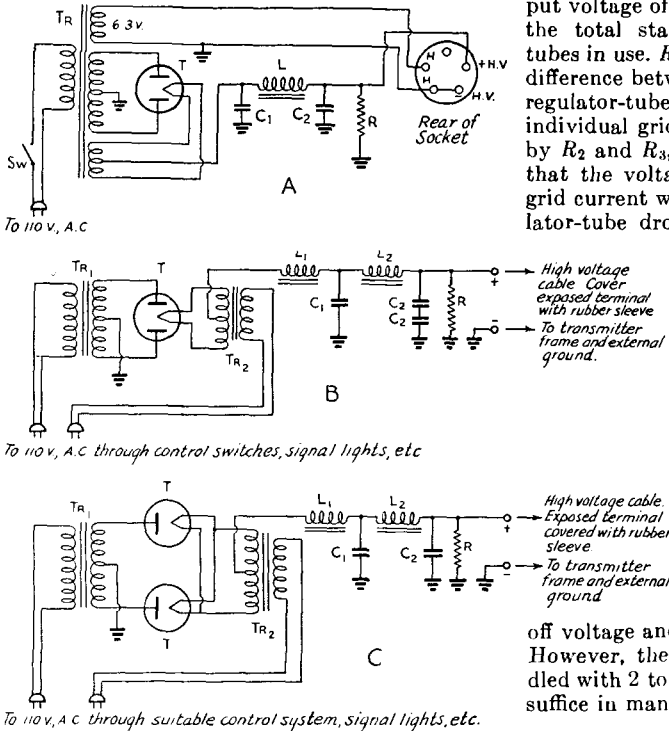 put voltage of
the total sta
tubes in use.
difference betw
regulator-tube
individual grid
by R₂ and R₃,
that the volta
grid current w
lator-tube dro
TR
6.3V.
T
L
C₁
C₂
R
H
H
+H.V.
H.V.
Rear of
Socket
Sw
A
To 110 V., A.C
TR₁
T
TR₂
L₁
L₂
C₁
C₂
C₂
R
+
-
High voltage
cable Cover
exposed terminal
with rubber sleeve
To transmitter
frame and external
ground.
B
To 110 V., A.C through control switches, signal lights, etc
TR₁
T
T
TR₂
L₁
L₂
C₁
C₂
R
+
-
High voltage cable.
Exposed terminal
covered with rubber
sleeve
To transmitter
frame and external
ground
C
To 110 V., A C through suitable control system, signal lights, etc.
off voltage and
However, the
dled with 2 to
suffice in man